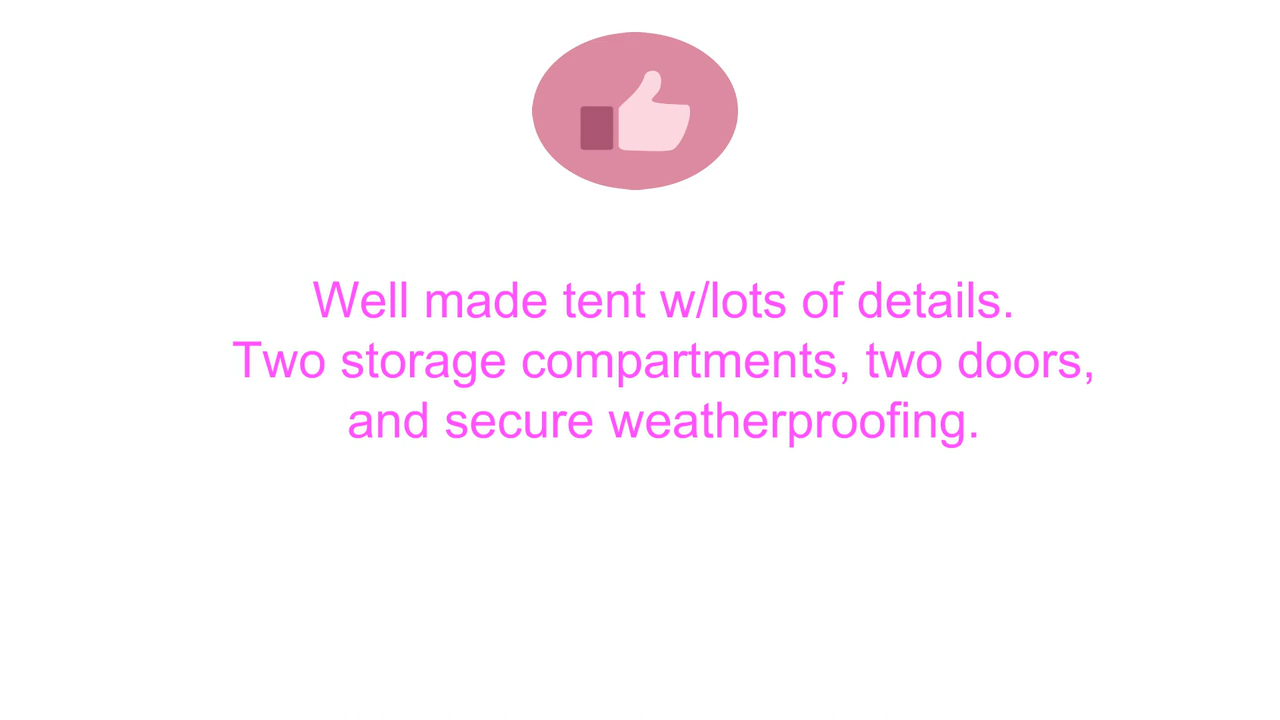 Well made tent w/lots of details.
Two storage compartments, two doors,
and secure weatherproofing.